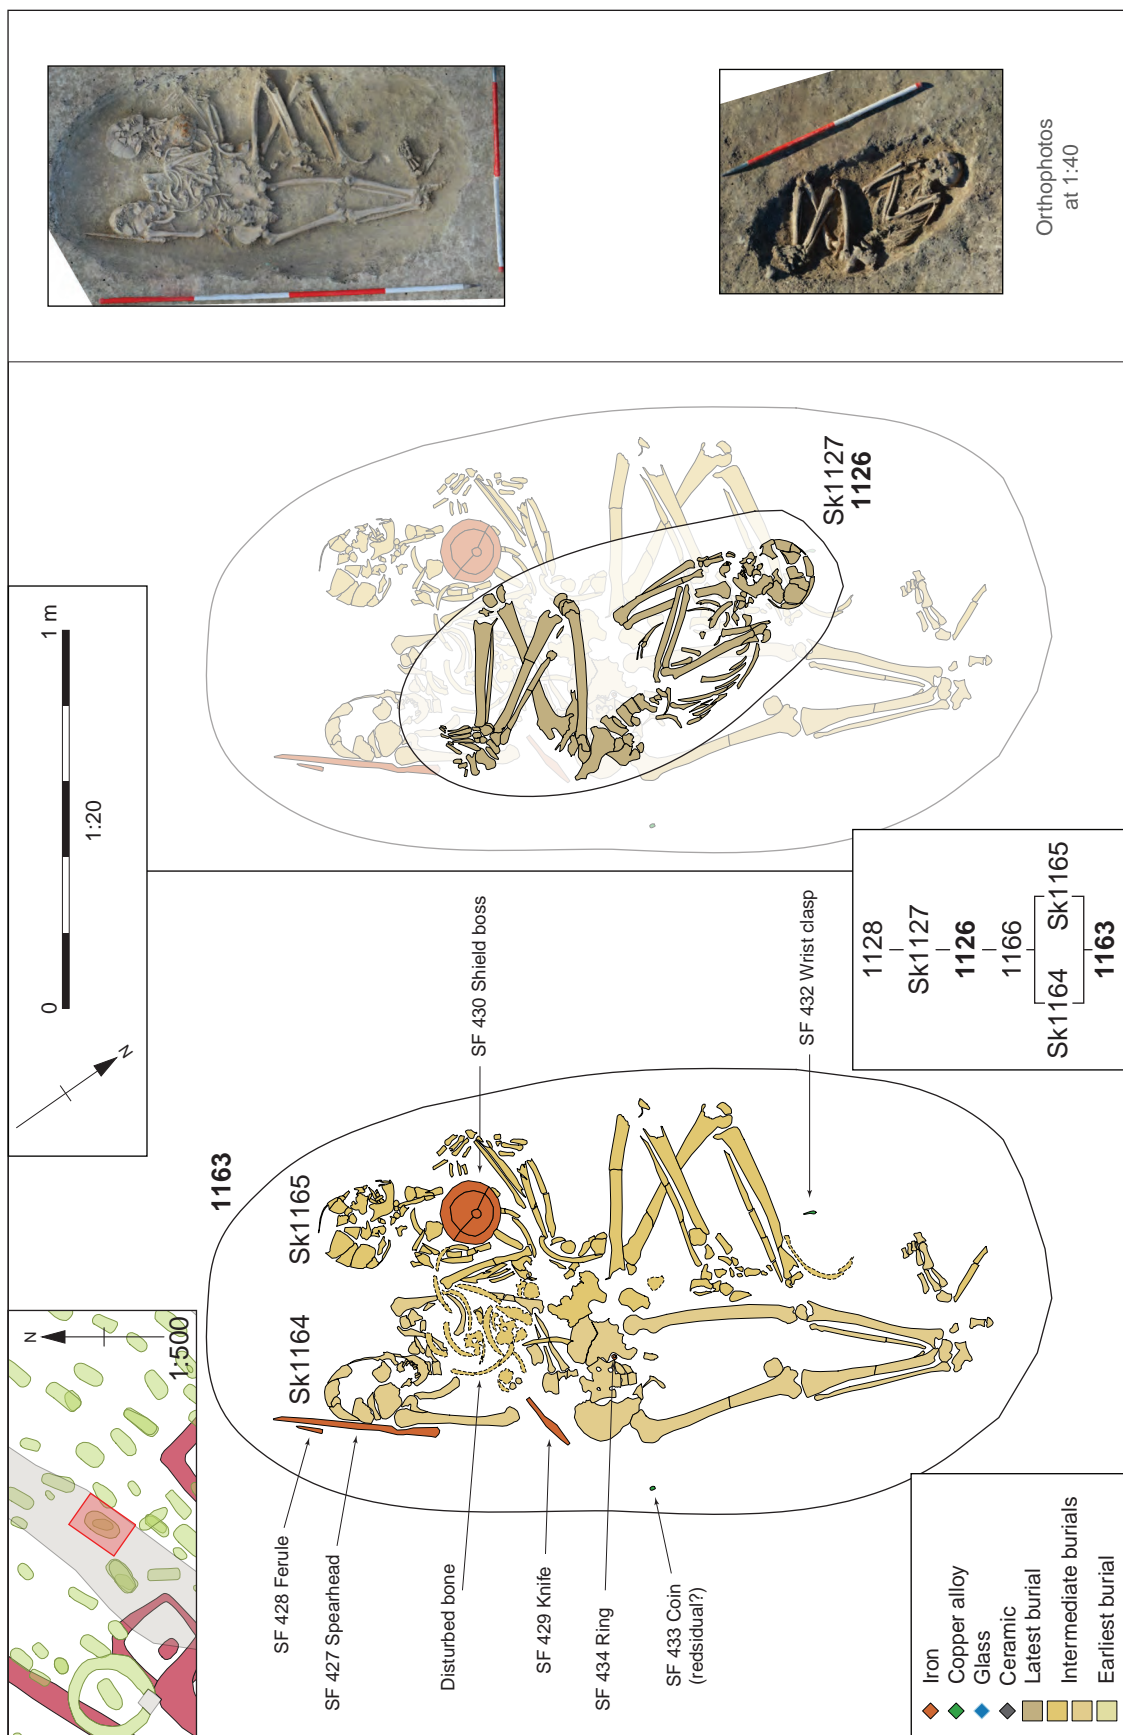 N
1:500
N
0
1 m
1:20
1163
Sk1164
Sk1165
SF 428 Ferule
SF 427 Spearhead
Disturbed bone
SF 429 Knife
SF 434 Ring
SF 433 Coin
(redsidual?)
SF 430 Shield boss
SF 432 Wrist clasp
Iron
Copper alloy
Glass
Ceramic
Latest burial
Intermediate burials
Earliest burial
1128
Sk1127
1126
1166
Sk1164 Sk1165
1163
Sk1127
1126
Orthophotos
at 1:40